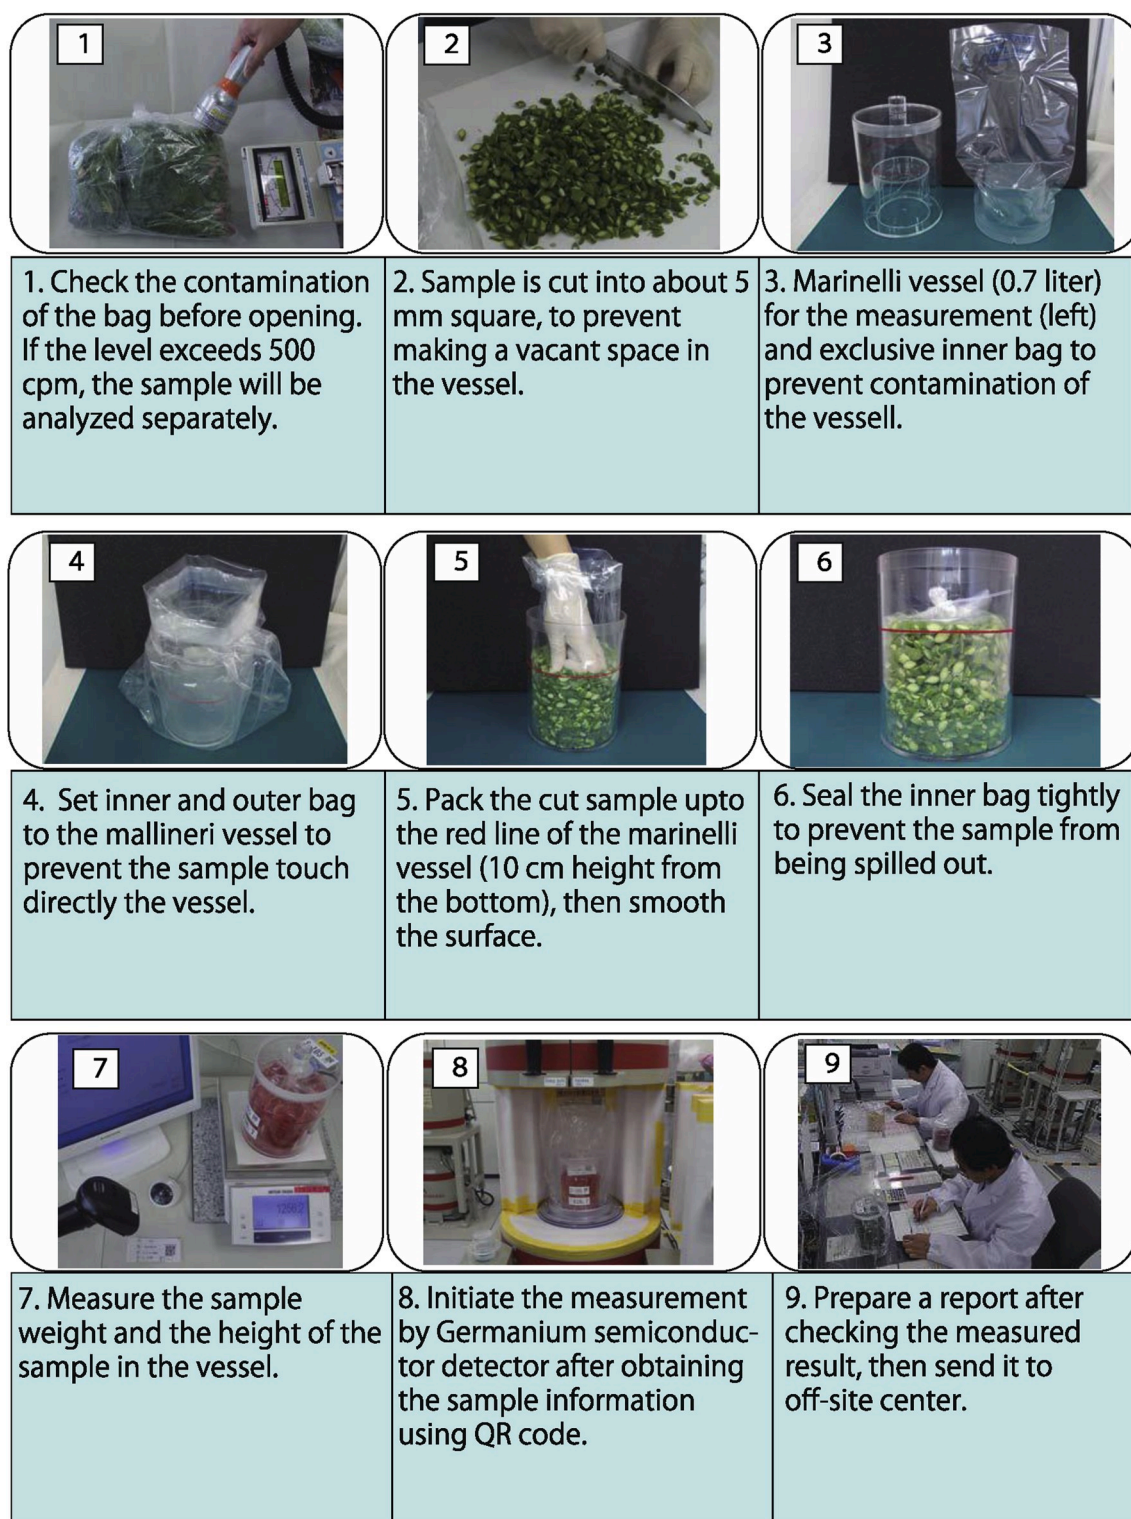 1
2
3
1. Check the contamination
of the bag before opening.
If the level exceeds 500
cpm, the sample will be
analyzed separately.
2. Sample is cut into about 5
mm square, to prevent
making a vacant space in
the vessel.
3. Marinelli vessel (0.7 liter)
for the measurement (left)
and exclusive inner bag to
prevent contamination of
the vessell.
4
5
6
4. Set inner and outer bag
to the mallineri vessel to
prevent the sample touch
directly the vessel.
5. Pack the cut sample upto
the red line of the marinelli
vessel (10 cm height from
the bottom), then smooth
the surface.
6. Seal the inner bag tightly
to prevent the sample from
being spilled out.
7
8
9
7. Measure the sample
weight and the height of the
sample in the vessel.
8. Initiate the measurement
by Germanium semiconduc-
tor detector after obtaining
the sample information
using QR code.
9. Prepare a report after
checking the measured
result, then send it to
off-site center.